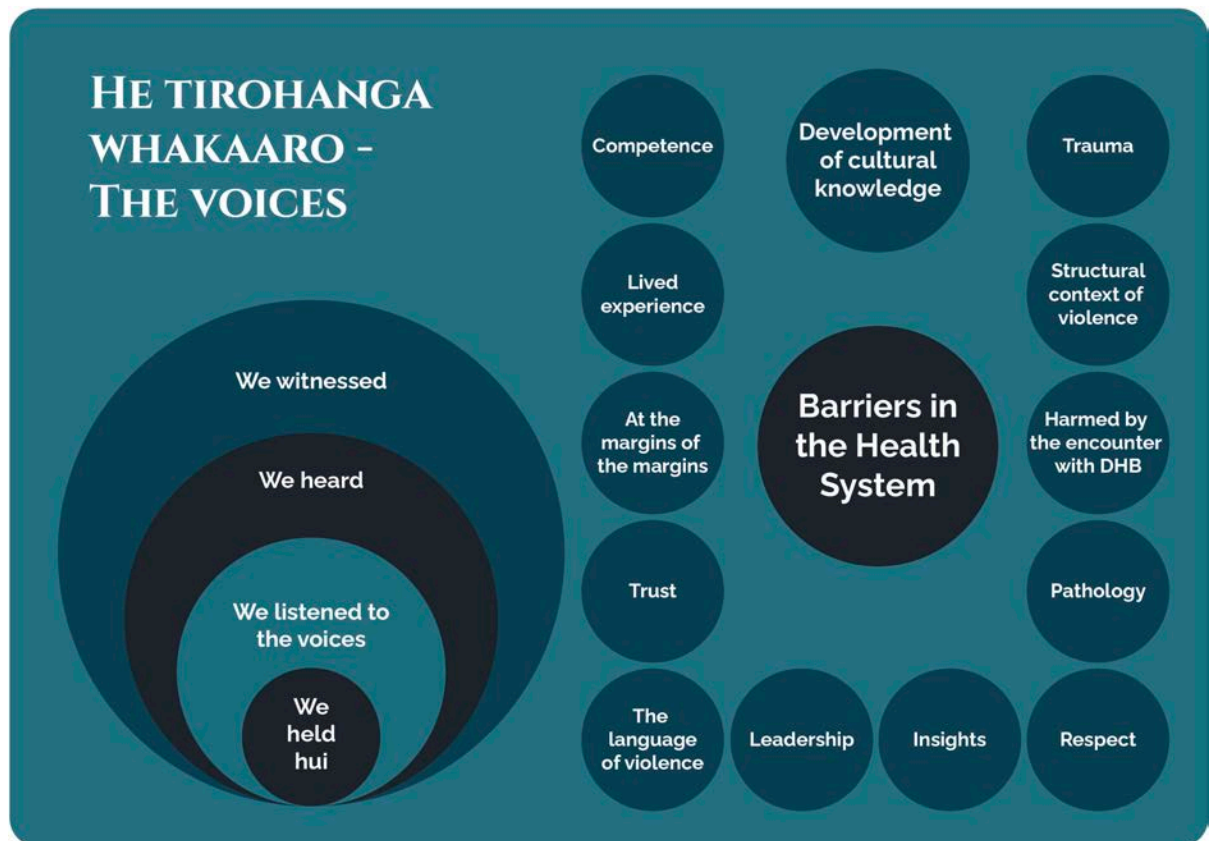 HE TIROHANGA
WHAKAARO -
THE VOICES
We witnessed
We heard
We listened to
the voices
We
held
hui
Competence
Development
of cultural
knowledge
Trauma
Lived
experience
Structural
context of
violence
At the
margins of
the margins
Barriers in
the Health
System
Harmed by
the encounter
with DHB
Trust
Pathology
The
language
of violence
Leadership
Insights
Respect